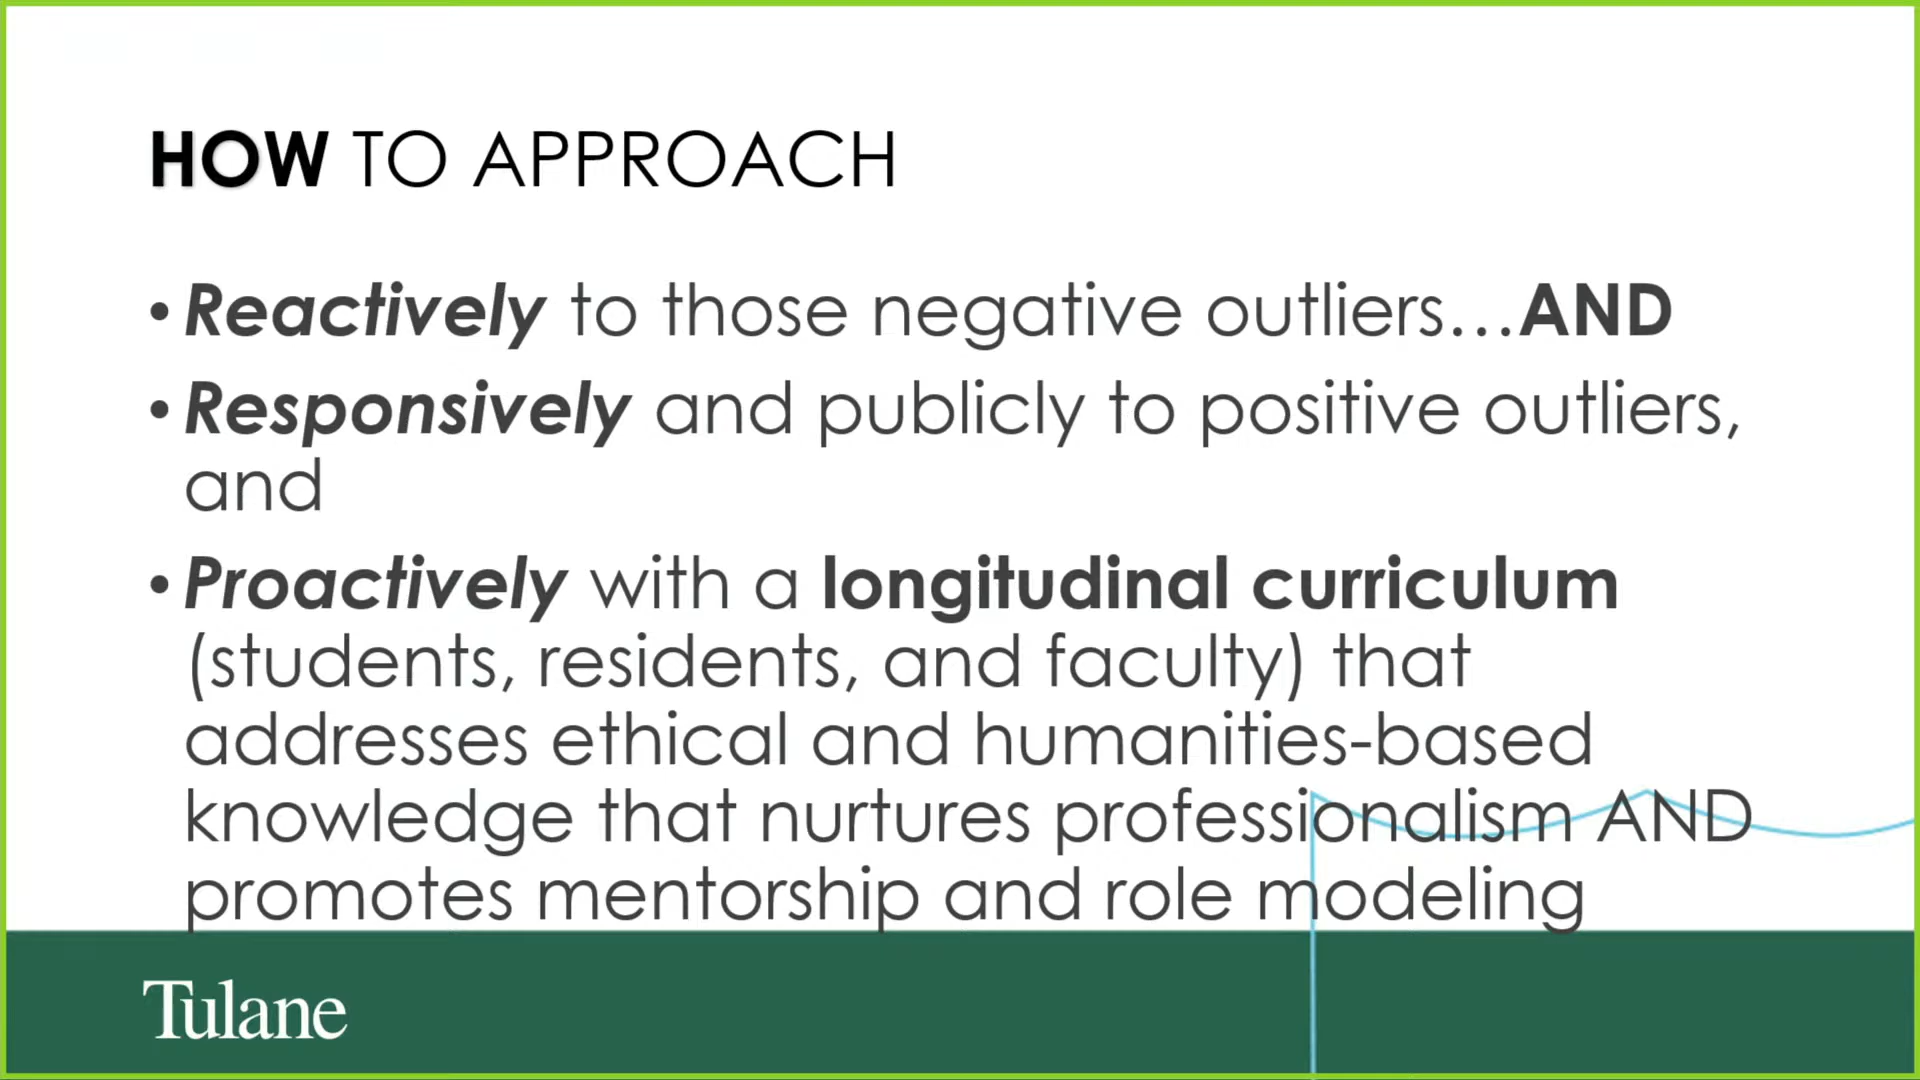 HOW TO APPROACH
• Reactively to those negative outliers...AND
• Responsively and publicly to positive outliers,
and
• Proactively with a longitudinal curriculum
(students, residents, and faculty) that
addresses ethical and humanities-based
knowledge that nurtures professionalism AND
promotes mentorship and role modeling
Tulane